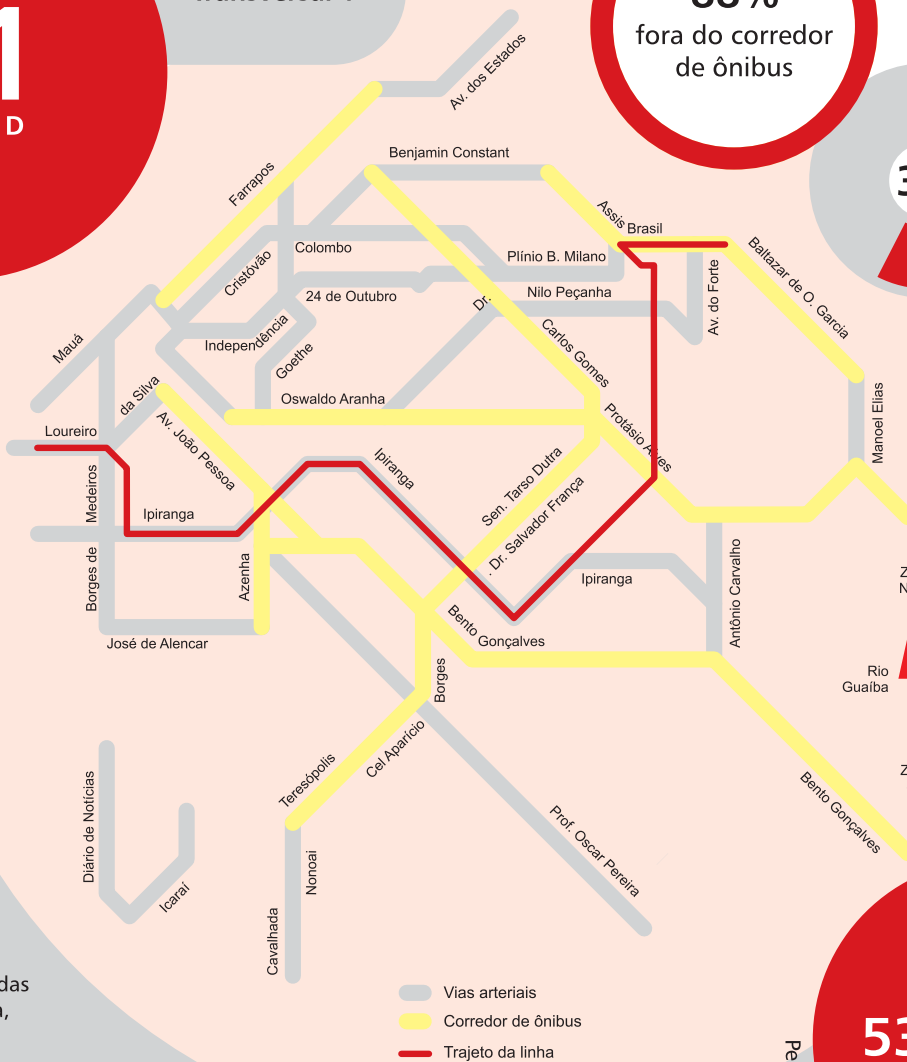 1
D
fora do corredor
de ônibus
Av. dos Estados
Benjamin Constant
Farrapos
Assis
Brasil
Colombo
Plínio B. Milano
Baltazar de O. Garcia
Cristóvão
24 de Outubro
Nilo Peçanha
Av. do Forte
Dr.
Carlos Gomes
Independência
Goethe
Mauá
da Silva
Oswaldo Aranha
Manoel Elias
Protásio Alves
Loureiro
Av. João Pessoa
Ipiranga
Sen. Tarso Dutra
Medeiros
Borges de
Ipiranga
. Dr. Salvador França
Azenha
Ipiranga
Antônio Carvalho
José de Alencar
Bento
Gonçalves
Borges
Rio
Guaíba
Cel Aparício
Teresópolis
Diário de Notícias
Icaraí
Nonoai
Cavalhada
Prof. Oscar Pereira
Bento Gonçalves
das
Vias arteriais
Corredor de ônibus
Trajeto da linha
53
Pe